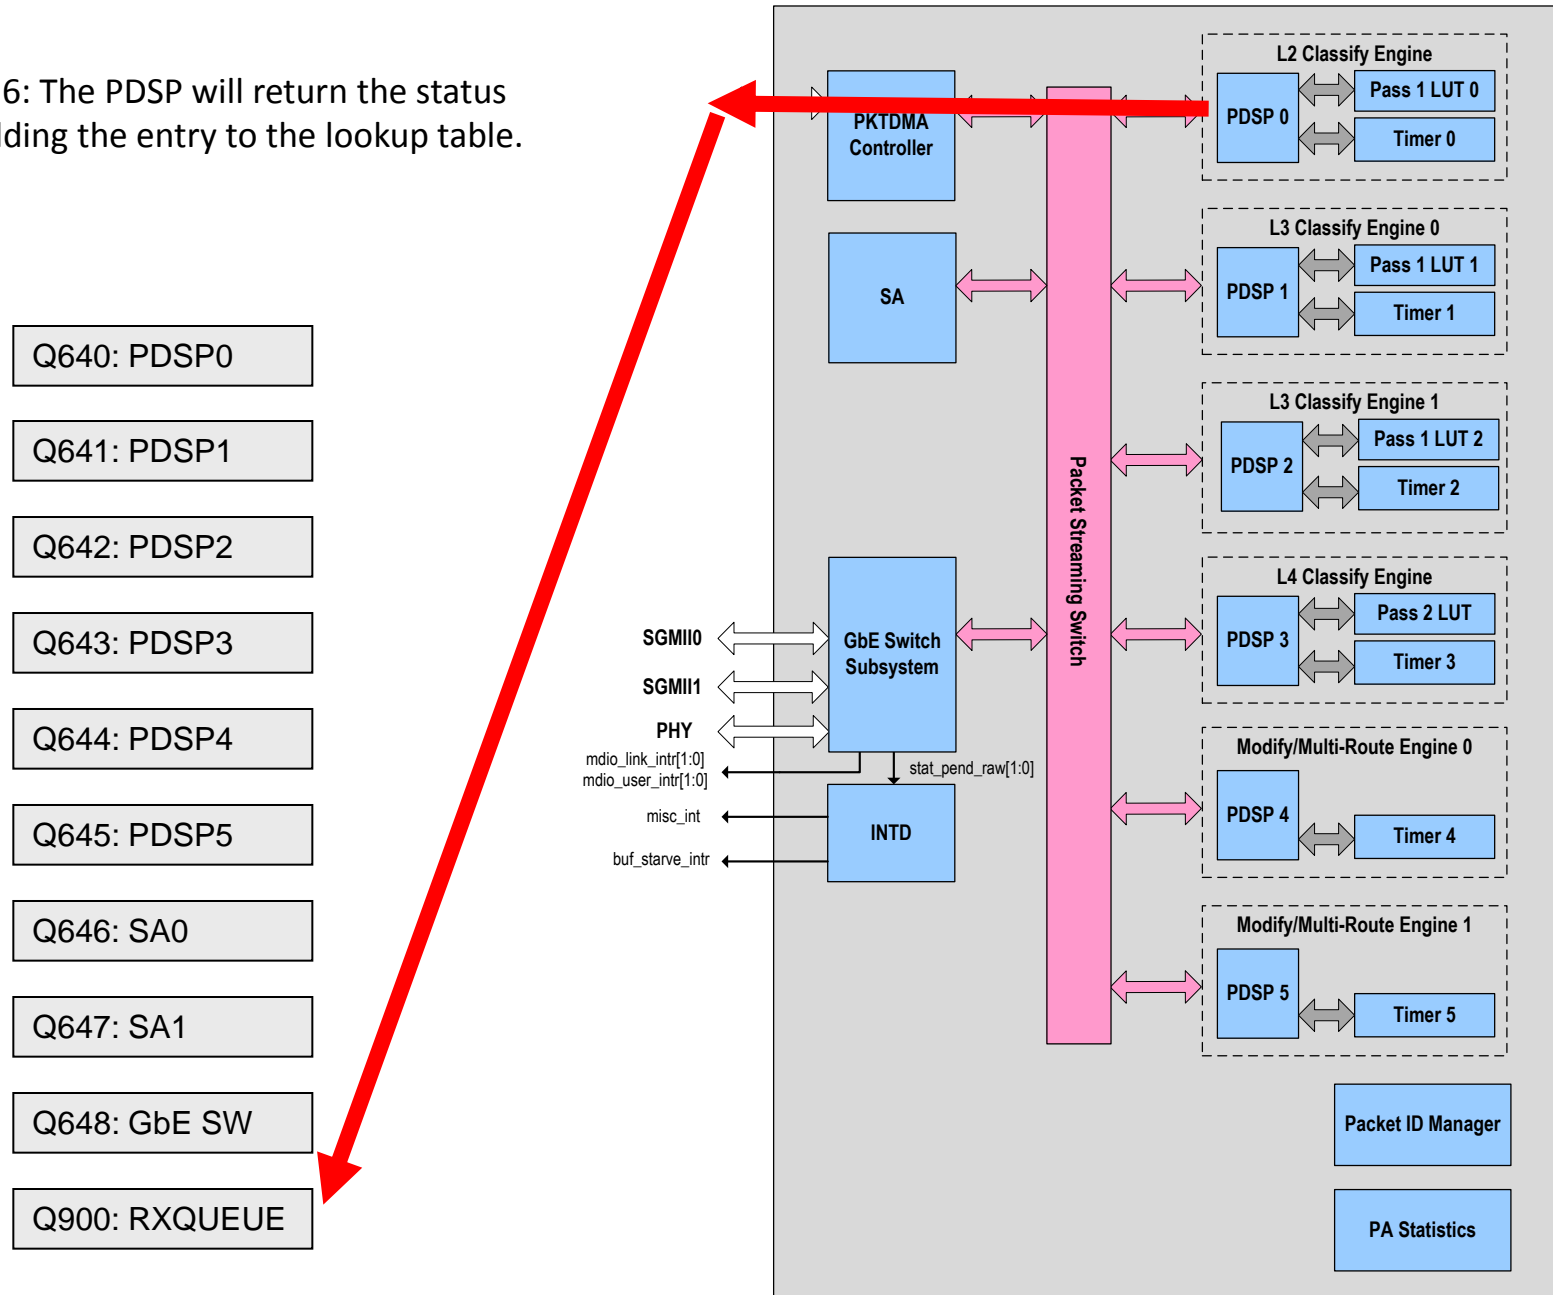 6: The PDSP will return the status
lding the entry to the lookup table.
Q640: PDSP0
Q641: PDSP1
Q642: PDSP2
Q643: PDSP3
Q644: PDSP4
Q645: PDSP5
Q646: SA0
Q647: SA1
Q648: GbE SW
Q900: RXQUEUE
PKTDMA
Controller
SA
SGMII0
SGMII1
PHY
GbE Switch
Subsystem
mdio_link_intr[1:0]
mdio_user_intr[1:0]
stat_pend_raw[1:0]
misc_int
buf_starve_intr
INTD
Packet Streaming Switch
L2 Classify Engine
PDSP 0
Pass 1 LUT 0
Timer 0
L3 Classify Engine 0
PDSP 1
Pass 1 LUT 1
Timer 1
L3 Classify Engine 1
PDSP 2
Pass 1 LUT 2
Timer 2
L4 Classify Engine
PDSP 3
Pass 2 LUT
Timer 3
Modify/Multi-Route Engine 0
PDSP 4
Timer 4
Modify/Multi-Route Engine 1
PDSP 5
Timer 5
Packet ID Manager
PA Statistics